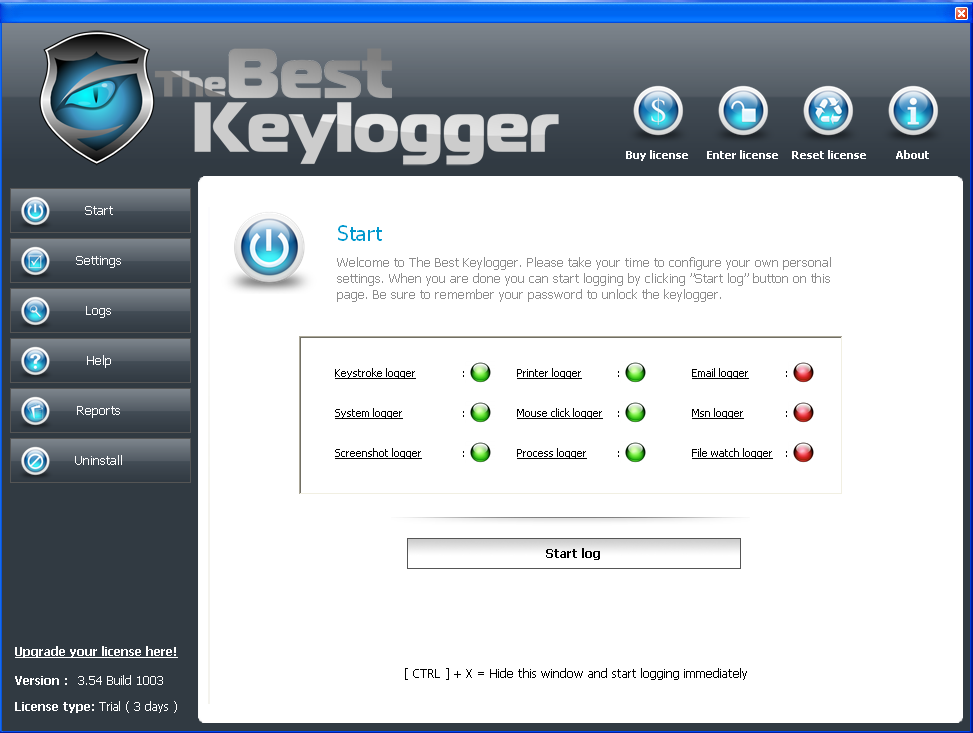 The Best
Keylogger
Buy license
Enter license
Reset license
About
Start
Settings
Logs
Help
Reports
Uninstall
Start
Welcome to The Best Keylogger. Please take your time to configure your own personal
settings. When you are done you can start logging by clicking "Start log" button on this
page. Be sure to remember your password to unlock the keylogger.
Keystroke logger : Printer logger : Email logger :
System logger : Mouse click logger : Msn logger :
Screenshot logger : Process logger : File watch logger :
Start log
[ CTRL ] + X = Hide this window and start logging immediately
Upgrade your license here!
Version : 3.54 Build 1003
License type: Trial ( 3 days )